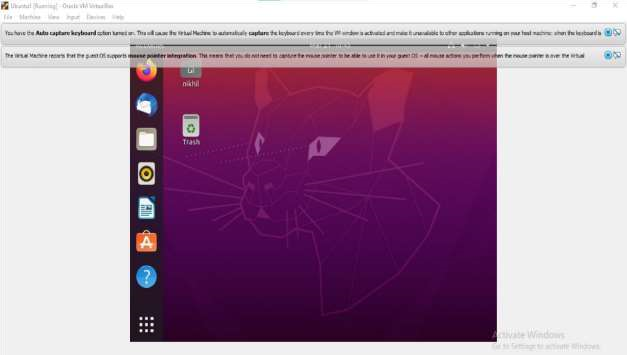 Ubuntu2 [Running] - Oracle VM VirtualBox
File Machine View Input Devices Help
You have the Auto capture keyboard option turned on. This will cause the Virtual Machine to automatically capture the keyboard every time the VM window is activated and make it unavailable to other applications running on your host machine: when the keyboard is
The Virtual Machine reports that the guest OS supports mouse pointer integration. This means that you do not need to capture the mouse pointer to be able to use it in your guest OS -- all mouse actions you perform when the mouse pointer is over the Virtual
nikhil
Trash
Activate Windows
Go to Settings to activate Windows.